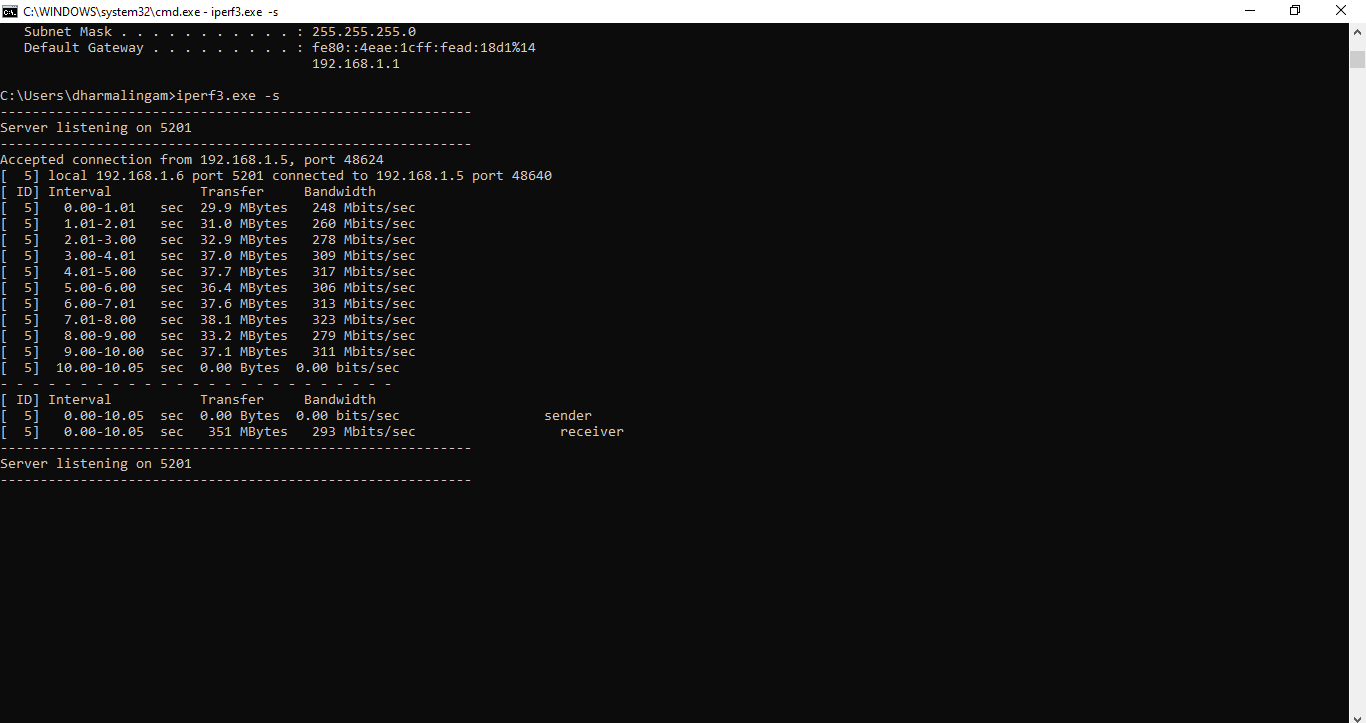 C:\WINDOWS\system32\cmd.exe - iperf3.exe -s
Subnet Mask . . . . . . . . . . . : 255.255.255.0
Default Gateway . . . . . . . . . : fe80::4eae:1cff:fead:18d1%14
192.168.1.1
C:\Users\dharmalingam>iperf3.exe -s
-----------------------------------------------------------
Server listening on 5201
-----------------------------------------------------------
Accepted connection from 192.168.1.5, port 48624
[  5] local 192.168.1.6 port 5201 connected to 192.168.1.5 port 48640
[ ID] Interval           Transfer     Bandwidth
[  5]   0.00-1.01   sec  29.9 MBytes   248 Mbits/sec
[  5]   1.01-2.01   sec  31.0 MBytes   260 Mbits/sec
[  5]   2.01-3.00   sec  32.9 MBytes   278 Mbits/sec
[  5]   3.00-4.01   sec  37.0 MBytes   309 Mbits/sec
[  5]   4.01-5.00   sec  37.7 MBytes   317 Mbits/sec
[  5]   5.00-6.00   sec  36.4 MBytes   306 Mbits/sec
[  5]   6.00-7.01   sec  37.6 MBytes   313 Mbits/sec
[  5]   7.01-8.00   sec  38.1 MBytes   323 Mbits/sec
[  5]   8.00-9.00   sec  33.2 MBytes   279 Mbits/sec
[  5]   9.00-10.00  sec  37.1 MBytes   311 Mbits/sec
[  5]  10.00-10.05  sec  0.00 Bytes  0.00 bits/sec
- - - - - - - - - - - - - - - - - - - - - - - - -
[ ID] Interval           Transfer     Bandwidth
[  5]   0.00-10.05  sec  0.00 Bytes  0.00 bits/sec                  sender
[  5]   0.00-10.05  sec   351 MBytes   293 Mbits/sec                  receiver
-----------------------------------------------------------
Server listening on 5201
-----------------------------------------------------------